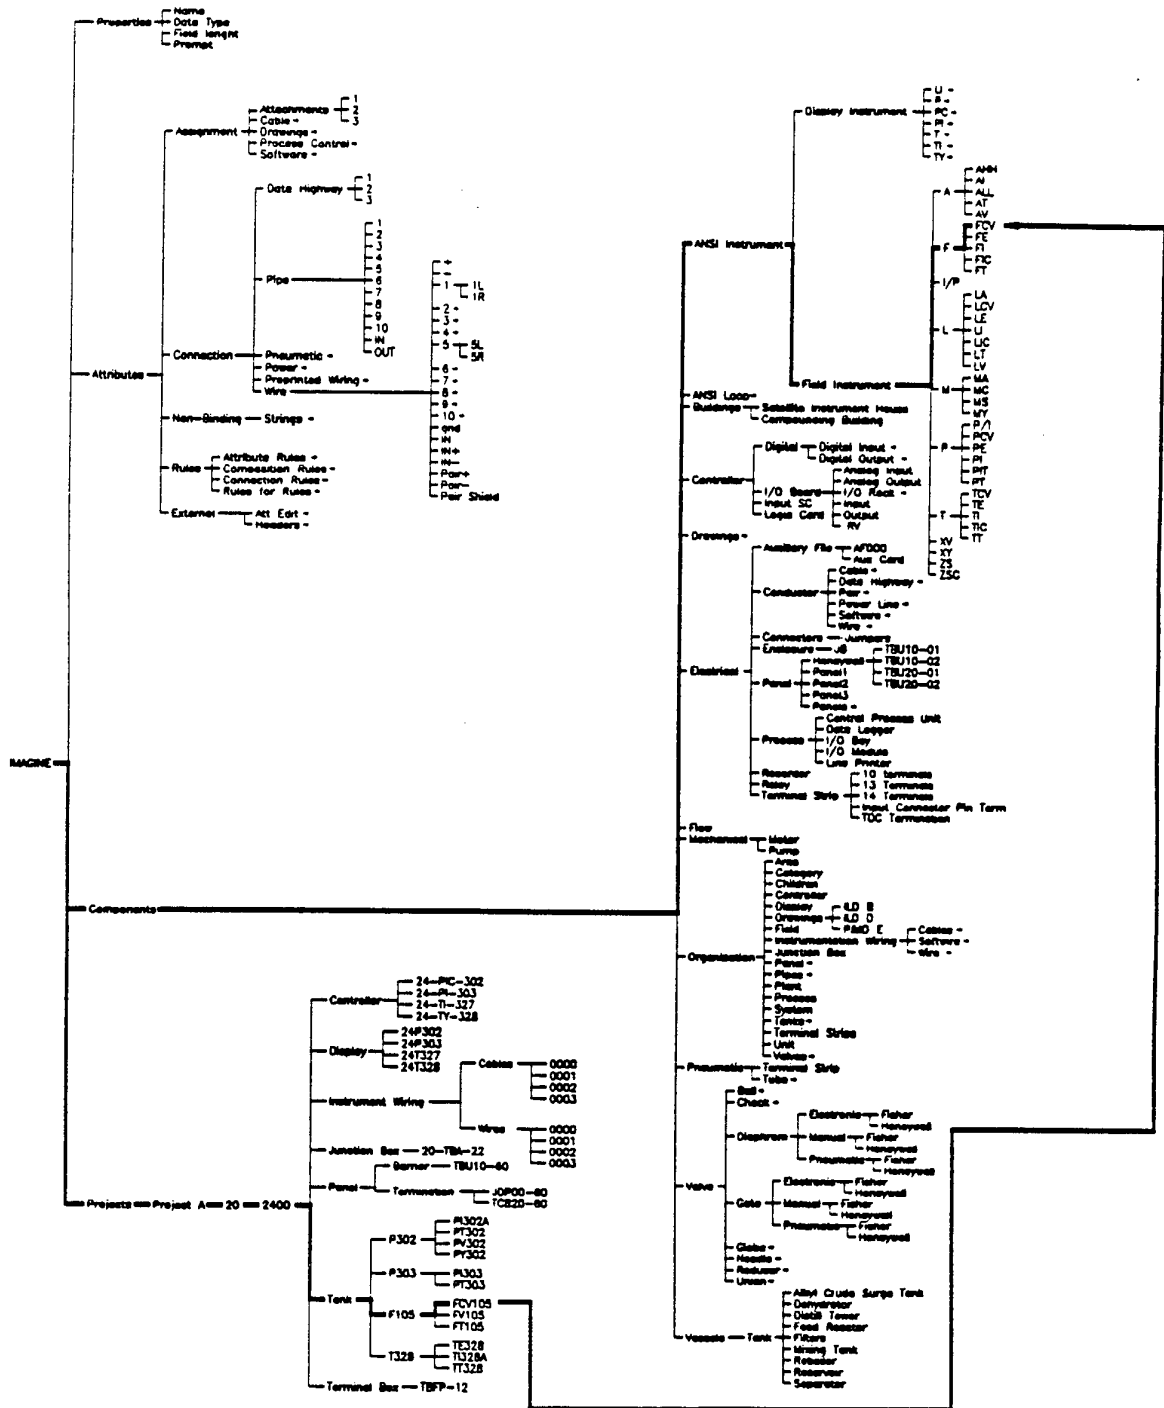 Properties
Name
Data Type
Field lenght
Prompt
Attributes
Assignment
Attachments
1
2
3
Cable -
Drawings -
Process Control -
Software -
Connection
Data Highway
1
2
3
Pipe
1
2
3
4
5
6
7
8
9
10
IN
OUT
Pneumatic -
Power -
Preprinted Wiring -
Wire
+
-
1
1L
1R
2 -
3 -
4 -
5
5L
5R
6 -
7 -
8 -
9 -
10 -
gnd
IN
IN+
IN-
Pair+
Pair-
Pair Shield
Non-Binding
Strings -
Rules
Attribute Rules -
Composition Rules -
Connection Rules -
Rules for Rules -
External
Att Edit -
Headers -
IMAGINE
Components
ANSI Instrument
Display Instrument
LI -
P -
PC -
PI -
T -
TI -
TY -
Field Instrument
A
AHH
AI
ALL
AT
AV
F
FCV
FE
FI
FIC
FT
I/P
L
LA
LCV
LE
LI
LIC
LT
LV
M
MA
MC
MS
MY
P
P/I
PCV
PE
PI
PIT
PT
T
TCV
TE
TI
TIC
TT
XV
XY
ZS
ZSC
ANSI Loop -
Buildings
Satellite Instrument House
Compounding Building
Controller
Digital
Digital Input -
Digital Output -
I/O Board
Analog Input
Analog Output
I/O Rack -
Input
Output
RV
Input SC
Logic Card
Drawings -
Electrical
Auxiliary File
AF000
Aux Card
Conductor
Cable -
Data Highway -
Pair -
Power Line -
Software -
Wire -
Connectors
Jumpers
Enclosure
JB
Panel
Honeywell
TBU10-01
TBU10-02
TBU20-01
TBU20-02
Panel1
Panel2
Panel3
Panels -
Process
Central Process Unit
Data Logger
I/O Bay
I/O Module
Line Printer
Recorder
Relay
Terminal Strip
10 terminals
13 Terminals
14 Terminals
Input Connector Pin Term
TDC Termination
Flow
Mechanical
Motor
Pump
Organization
Area
Category
Children
Controller
Display
Drawings
ILD B
ILD D
P&ID E
Field
Instrumentation Wiring
Cables -
Software -
Wire -
Junction Box
Panel -
Pipes -
Plant
Process
System
Tanks -
Terminal Strips
Unit
Valves -
Pneumatic
Terminal Strip
Tube -
Valve
Ball -
Check -
Diaphram
Electronic
Fisher
Honeywell
Manual
Fisher
Honeywell
Pneumatic
Fisher
Honeywell
Gate
Electronic
Fisher
Honeywell
Manual
Fisher
Honeywell
Pneumatic
Fisher
Honeywell
Globe -
Needle -
Reducer -
Union -
Vessels
Tank
Alkyl Crude Surge Tank
Dehydrator
Distill Tower
Feed Reactor
Filters
Mixing Tank
Reboiler
Reservoir
Separator
Projects
Project A
20
2400
Controller
24-PIC-302
24-PI-303
24-TI-327
24-TY-328
Display
24P302
24P303
24T327
24T328
Instrument Wiring
Cables
0000
0001
0002
0003
Wires
0000
0001
0002
0003
Junction Box
20-TBA-22
Panel
Barrier
TBU10-60
Termination
JOP00-60
TCB20-60
Tank
P302
PI302A
PT302
PV302
PY302
P303
PI303
PT303
F105
FCV105
FV105
FT105
T328
TE328
TI328A
TT328
Terminal Box
TBFP-12